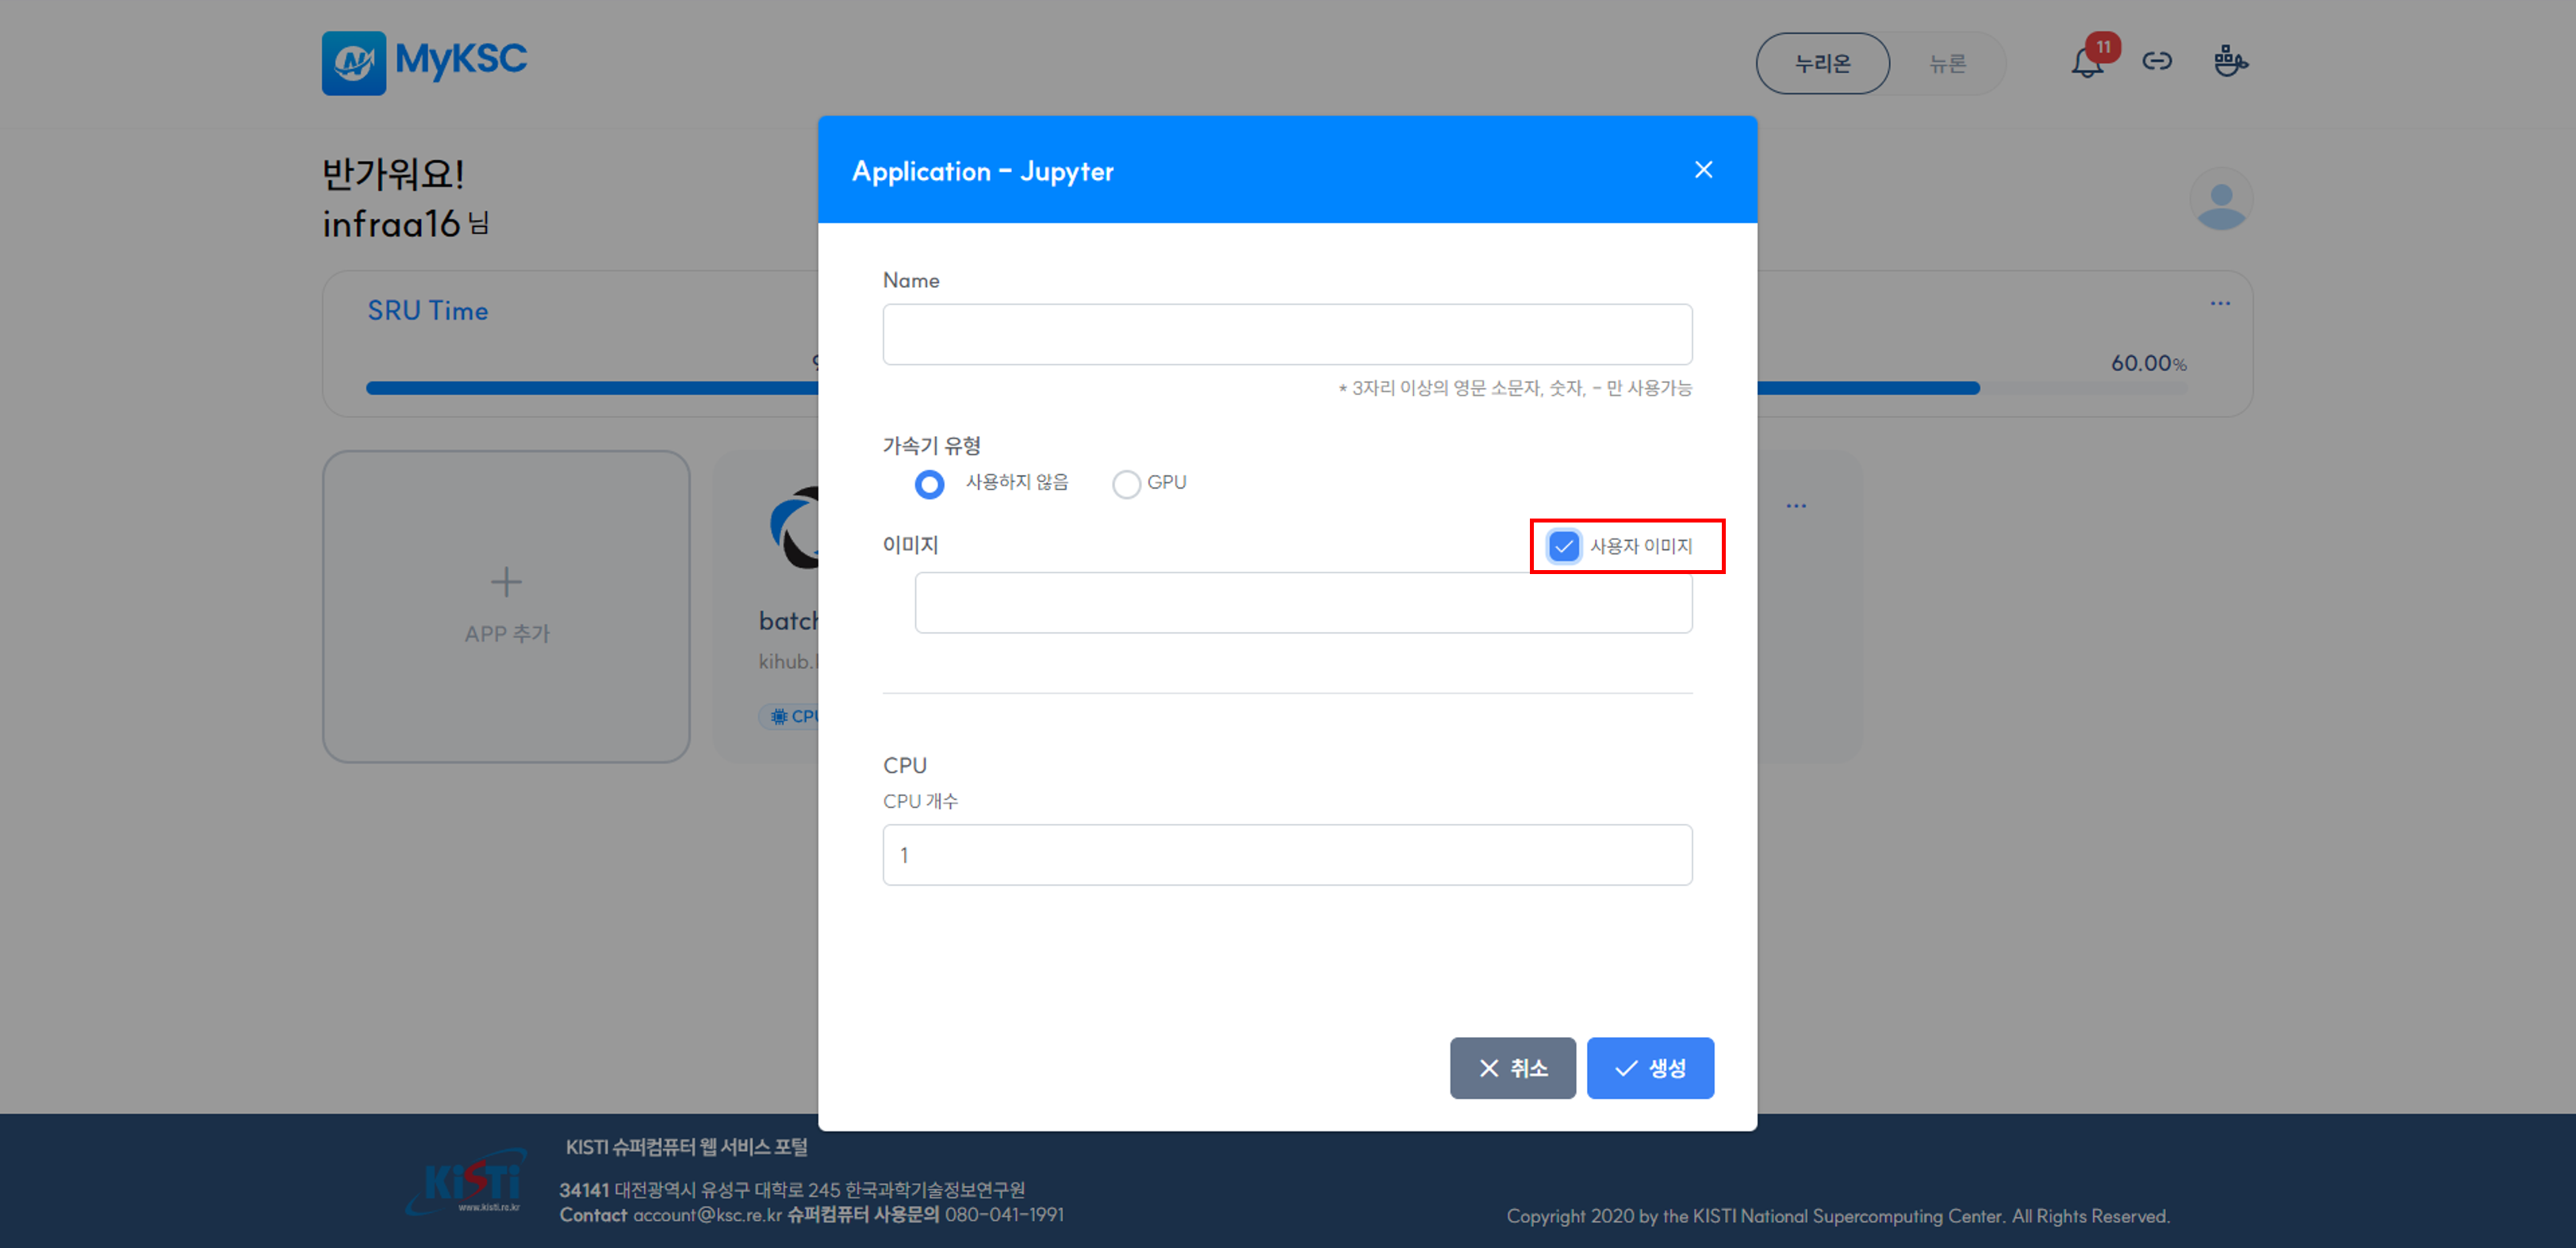 MyKSC
누리온
뉴론
11
반가워요!
infraa16 님
SRU Time
60.00%
APP 추가
Application - Jupyter
Name
* 3자리 이상의 영문 소문자, 숫자, - 만 사용가능
가속기 유형
사용하지 않음
GPU
이미지
사용자 이미지
CPU
CPU 개수
1
취소
생성
KISTI
www.kisti.re.kr
KISTI 슈퍼컴퓨터 웹 서비스 포털
34141 대전광역시 유성구 대학로 245 한국과학기술정보연구원
Contact account@ksc.re.kr 슈퍼컴퓨터 사용문의 080-041-1991
Copyright 2020 by the KISTI National Supercomputing Center. All Rights Reserved.